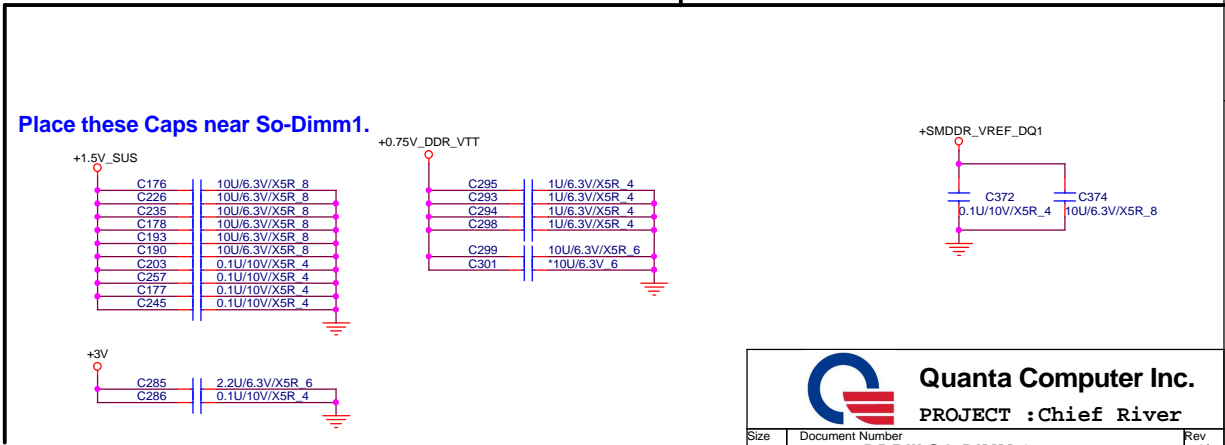 Place these Caps near So-Dimm1.
+1.5V_SUS
C176 10U/6.3V/X5R_8
C226 10U/6.3V/X5R_8
C235 10U/6.3V/X5R_8
C178 10U/6.3V/X5R_8
C193 10U/6.3V/X5R_8
C190 10U/6.3V/X5R_8
C203 0.1U/10V/X5R_4
C257 0.1U/10V/X5R_4
C177 0.1U/10V/X5R_4
C245 0.1U/10V/X5R_4
+3V
C285 2.2U/6.3V/X5R_6
C286 0.1U/10V/X5R_4
+0.75V_DDR_VTT
C295 1U/6.3V/X5R_4
C293 1U/6.3V/X5R_4
C294 1U/6.3V/X5R_4
C298 1U/6.3V/X5R_4
C299 10U/6.3V/X5R_6
C301 *10U/6.3V_6
+SMDDR_VREF_DQ1
C372 0.1U/10V/X5R_4
C374 10U/6.3V/X5R_8
Quanta Computer Inc.
PROJECT :Chief River
Size Document Number Rev